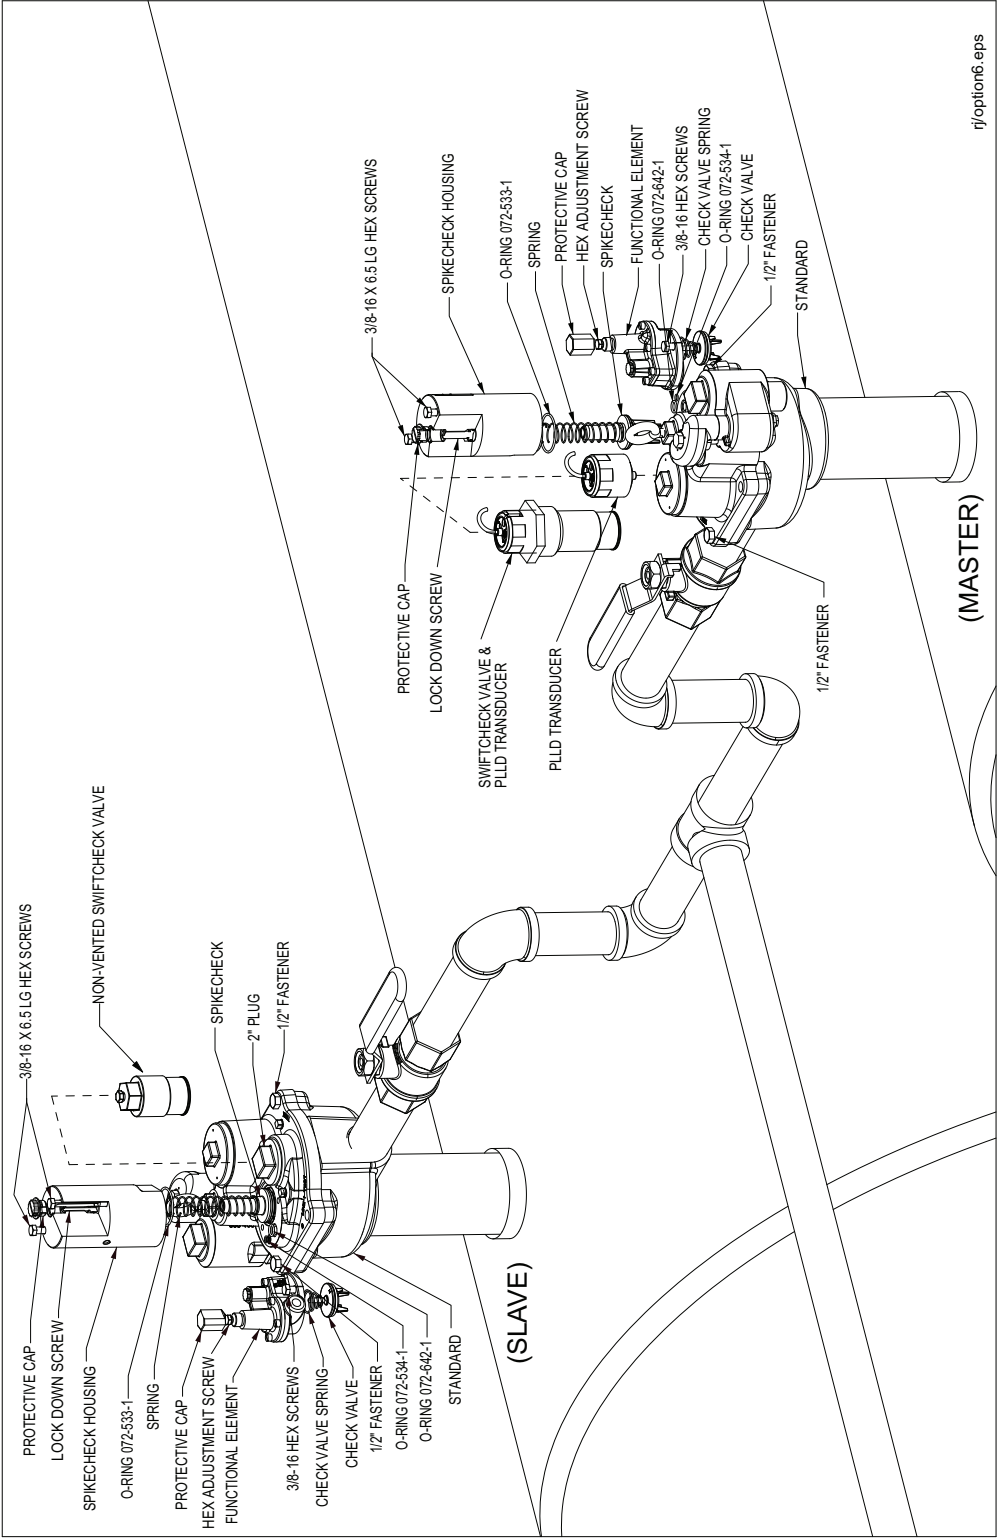 PROTECTIVE CAP
LOCK DOWN SCREW
SPIKECHECK HOUSING
O-RING 072-533-1
SPRING
PROTECTIVE CAP
HEX ADJUSTMENT SCREW
FUNCTIONAL ELEMENT
3/8-16 HEX SCREWS
CHECK VALVE SPRING
CHECK VALVE
1/2" FASTENER
O-RING 072-534-1
O-RING 072-642-1
STANDARD
(SLAVE)
3/8-16 X 6.5 LG HEX SCREWS
NON-VENTED SWIFTCHECK VALVE
SPIKECHECK
2" PLUG
1/2" FASTENER
PROTECTIVE CAP
LOCK DOWN SCREW
SWIFTCHECK VALVE &
PLLD TRANSDUCER
PLLD TRANSDUCER
1/2" FASTENER
(MASTER)
3/8-16 X 6.5 LG HEX SCREWS
SPIKECHECK HOUSING
O-RING 072-533-1
SPRING
PROTECTIVE CAP
HEX ADJUSTMENT SCREW
SPIKECHECK
FUNCTIONAL ELEMENT
O-RING 072-642-1
3/8-16 HEX SCREWS
CHECK VALVE SPRING
O-RING 072-534-1
CHECK VALVE
1/2" FASTENER
STANDARD
rj/option6.eps